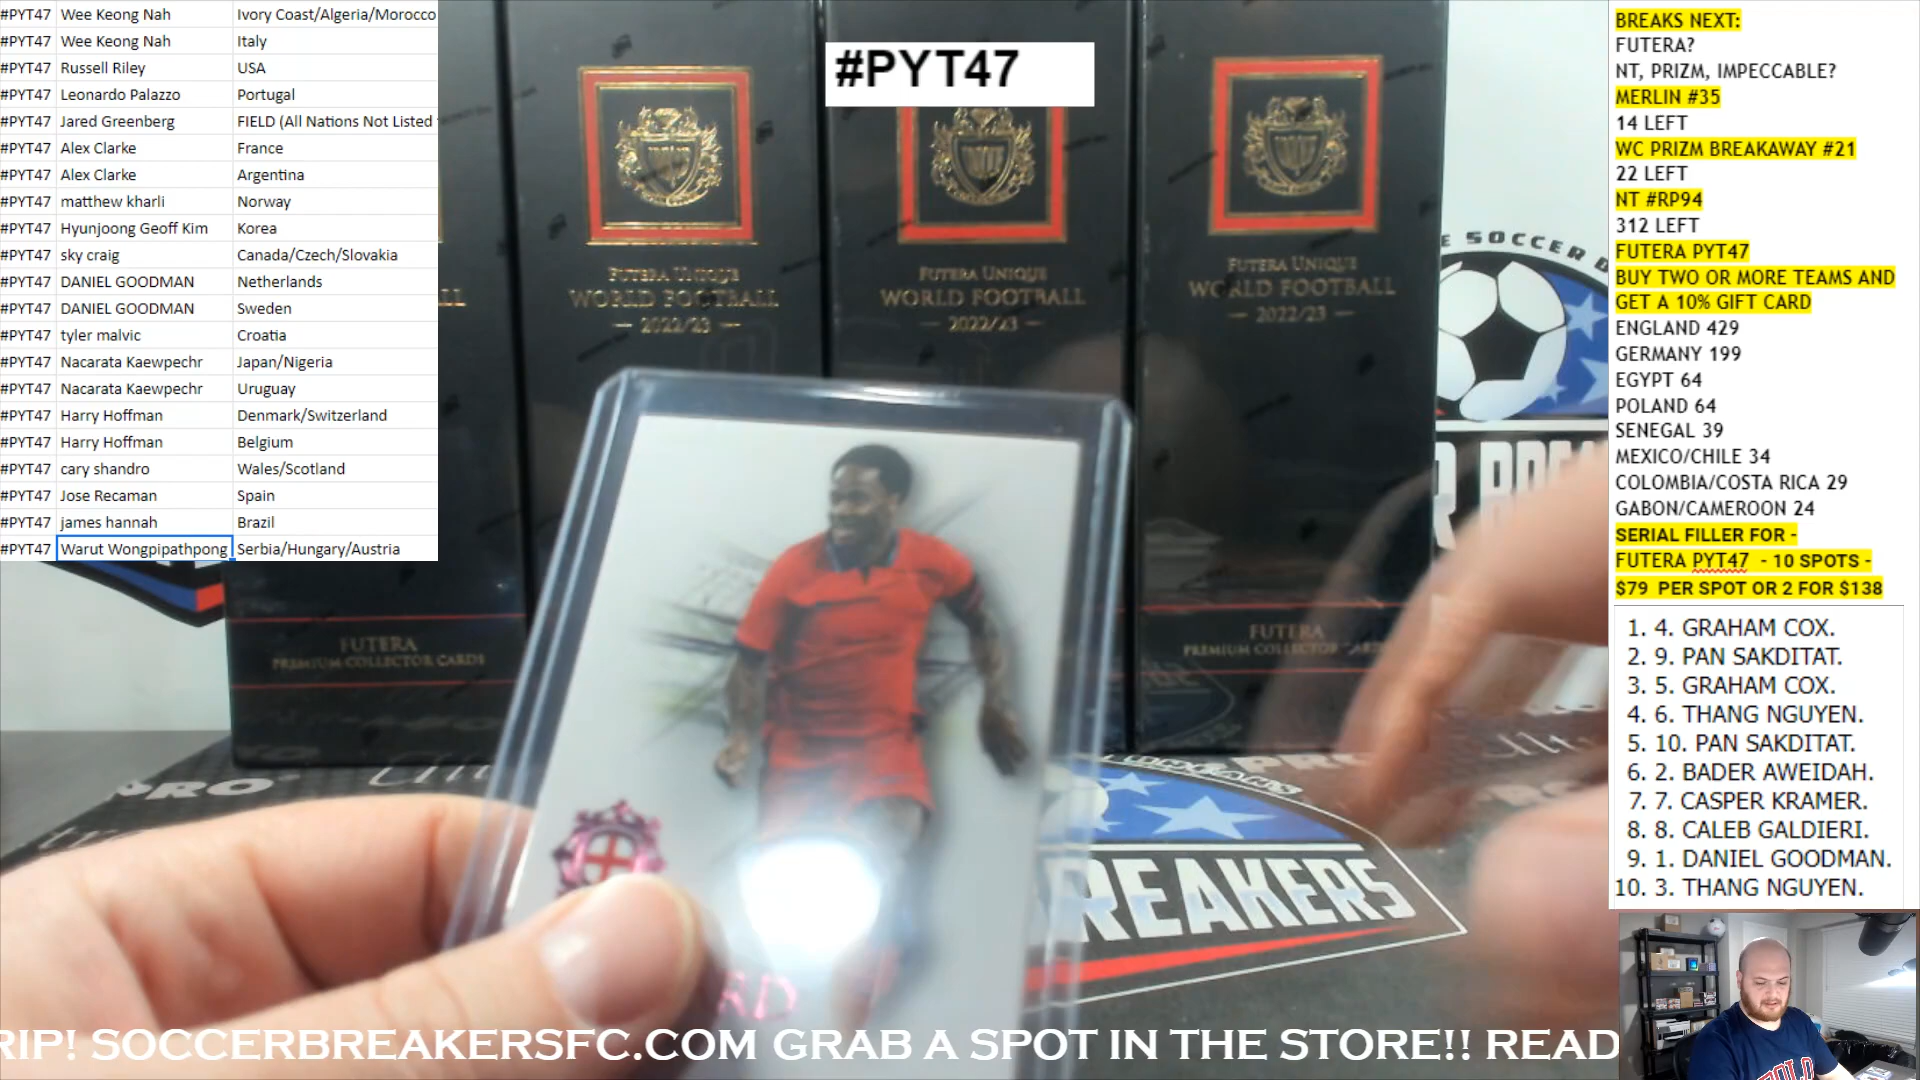 #PYT47 Wee Keong Nah Ivory Coast/Algeria/Morocco
#PYT47 Wee Keong Nah Italy
#PYT47 Russell Riley USA
#PYT47 Leonardo Palazzo Portugal
#PYT47 Jared Greenberg FIELD (All Nations Not Listed
#PYT47 Alex Clarke France
#PYT47 Alex Clarke Argentina
#PYT47 matthew kharli Norway
#PYT47 Hyunjoong Geoff Kim Korea
#PYT47 sky craig Canada/Czech/Slovakia
#PYT47 DANIEL GOODMAN Netherlands
#PYT47 DANIEL GOODMAN Sweden
#PYT47 tyler malvic Croatia
#PYT47 Nacarata Kaewpechr Japan/Nigeria
#PYT47 Nacarata Kaewpechr Uruguay
#PYT47 Harry Hoffman Denmark/Switzerland
#PYT47 Harry Hoffman Belgium
#PYT47 cary shandro Wales/Scotland
#PYT47 Jose Recaman Spain
#PYT47 james hannah Brazil
#PYT47 Warut Wongpipathpong Serbia/Hungary/Austria
#PYT47
FUTERA UNIQUE
WORLD FOOTBALL
— 2022/23 —
FUTERA UNIQUE
WORLD FOOTBALL
— 2022/23 —
FUTERA UNIQUE
WORLD FOOTBALL
— 2022/23 —
FUTERA
PREMIUM COLLECTOR CARDS
FUTERA
PREMIUM COLLECTOR CARDS
E SOCCER
PRO
BREAKERS
RD
BREAKS NEXT:
FUTERA?
NT, PRIZM, IMPECCABLE?
MERLIN #35
14 LEFT
WC PRIZM BREAKAWAY #21
22 LEFT
NT #RP94
312 LEFT
FUTERA PYT47
BUY TWO OR MORE TEAMS AND
GET A 10% GIFT CARD
ENGLAND 429
GERMANY 199
EGYPT 64
POLAND 64
SENEGAL 39
MEXICO/CHILE 34
COLOMBIA/COSTA RICA 29
GABON/CAMEROON 24
SERIAL FILLER FOR -
FUTERA PYT47 - 10 SPOTS -
$79 PER SPOT OR 2 FOR $138
1. 4. GRAHAM COX.
2. 9. PAN SAKDITAT.
3. 5. GRAHAM COX.
4. 6. THANG NGUYEN.
5. 10. PAN SAKDITAT.
6. 2. BADER AWEIDAH.
7. 7. CASPER KRAMER.
8. 8. CALEB GALDIERI.
9. 1. DANIEL GOODMAN.
10. 3. THANG NGUYEN.
RIP! SOCCERBREAKERSFC.COM GRAB A SPOT IN THE STORE!! READ